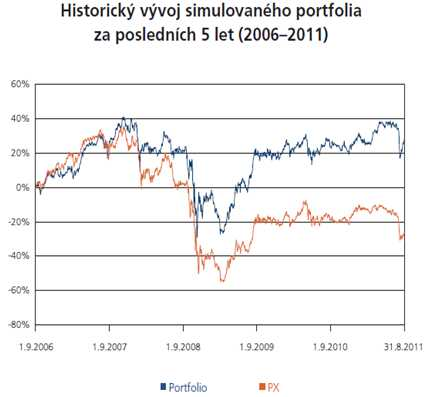 Historický vývoj simulovaného portfolia
za posledních 5 let (2006–2011)
60%
40%
20%
0%
-20%
-40%
-60%
-80%
1.9.2006 1.9.2007 1.9.2008 1.9.2009 1.9.2010 31.8.2011
Portfolio PX